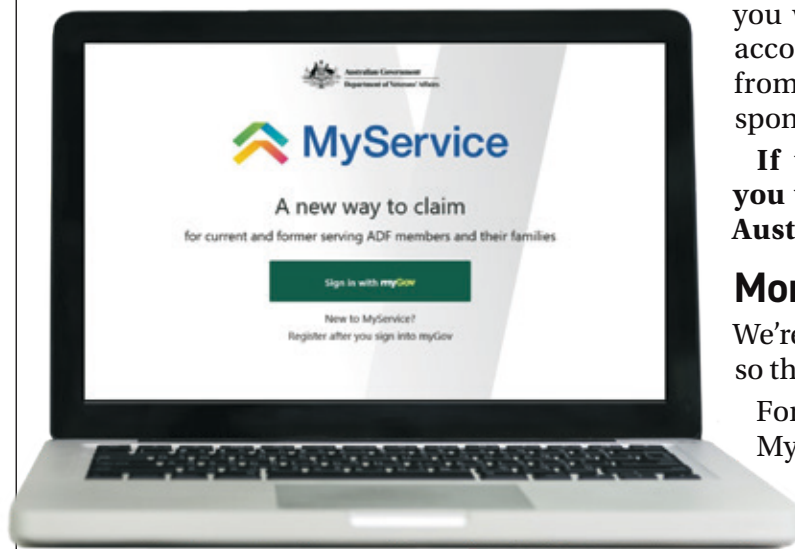 Australian Government
Department of Veterans' Affairs
MyService
A new way to claim
for current and former serving ADF members and their families
Sign in with myGov
New to MyService?
Register after you sign into myGov
you
acco
from
spon
If
you
Aust
Mor
We're
so th
For
My